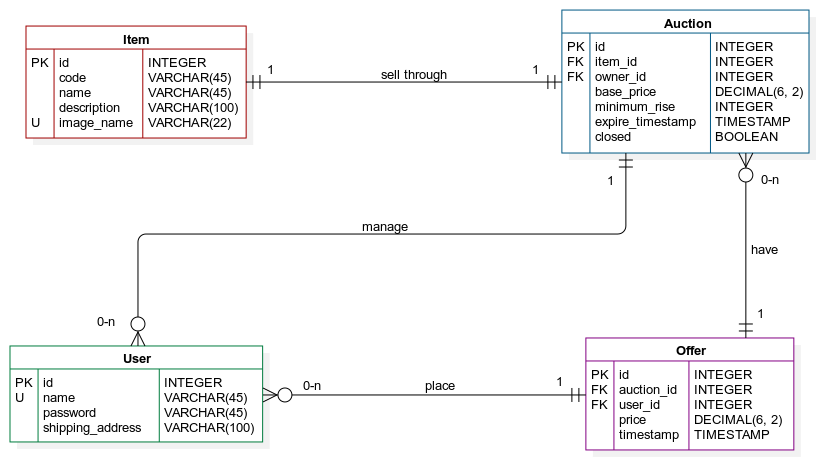 Item
PK id INTEGER
code VARCHAR(45)
name VARCHAR(45)
description VARCHAR(100)
U image_name VARCHAR(22)
1 sell through 1
Auction
PK id INTEGER
FK item_id INTEGER
FK owner_id INTEGER
base_price DECIMAL(6, 2)
minimum_rise INTEGER
expire_timestamp TIMESTAMP
closed BOOLEAN
1
0-n
manage
have
0-n
1
User
PK id INTEGER
U name VARCHAR(45)
password VARCHAR(45)
shipping_address VARCHAR(100)
0-n place 1
Offer
PK id INTEGER
FK auction_id INTEGER
FK user_id INTEGER
price DECIMAL(6, 2)
timestamp TIMESTAMP